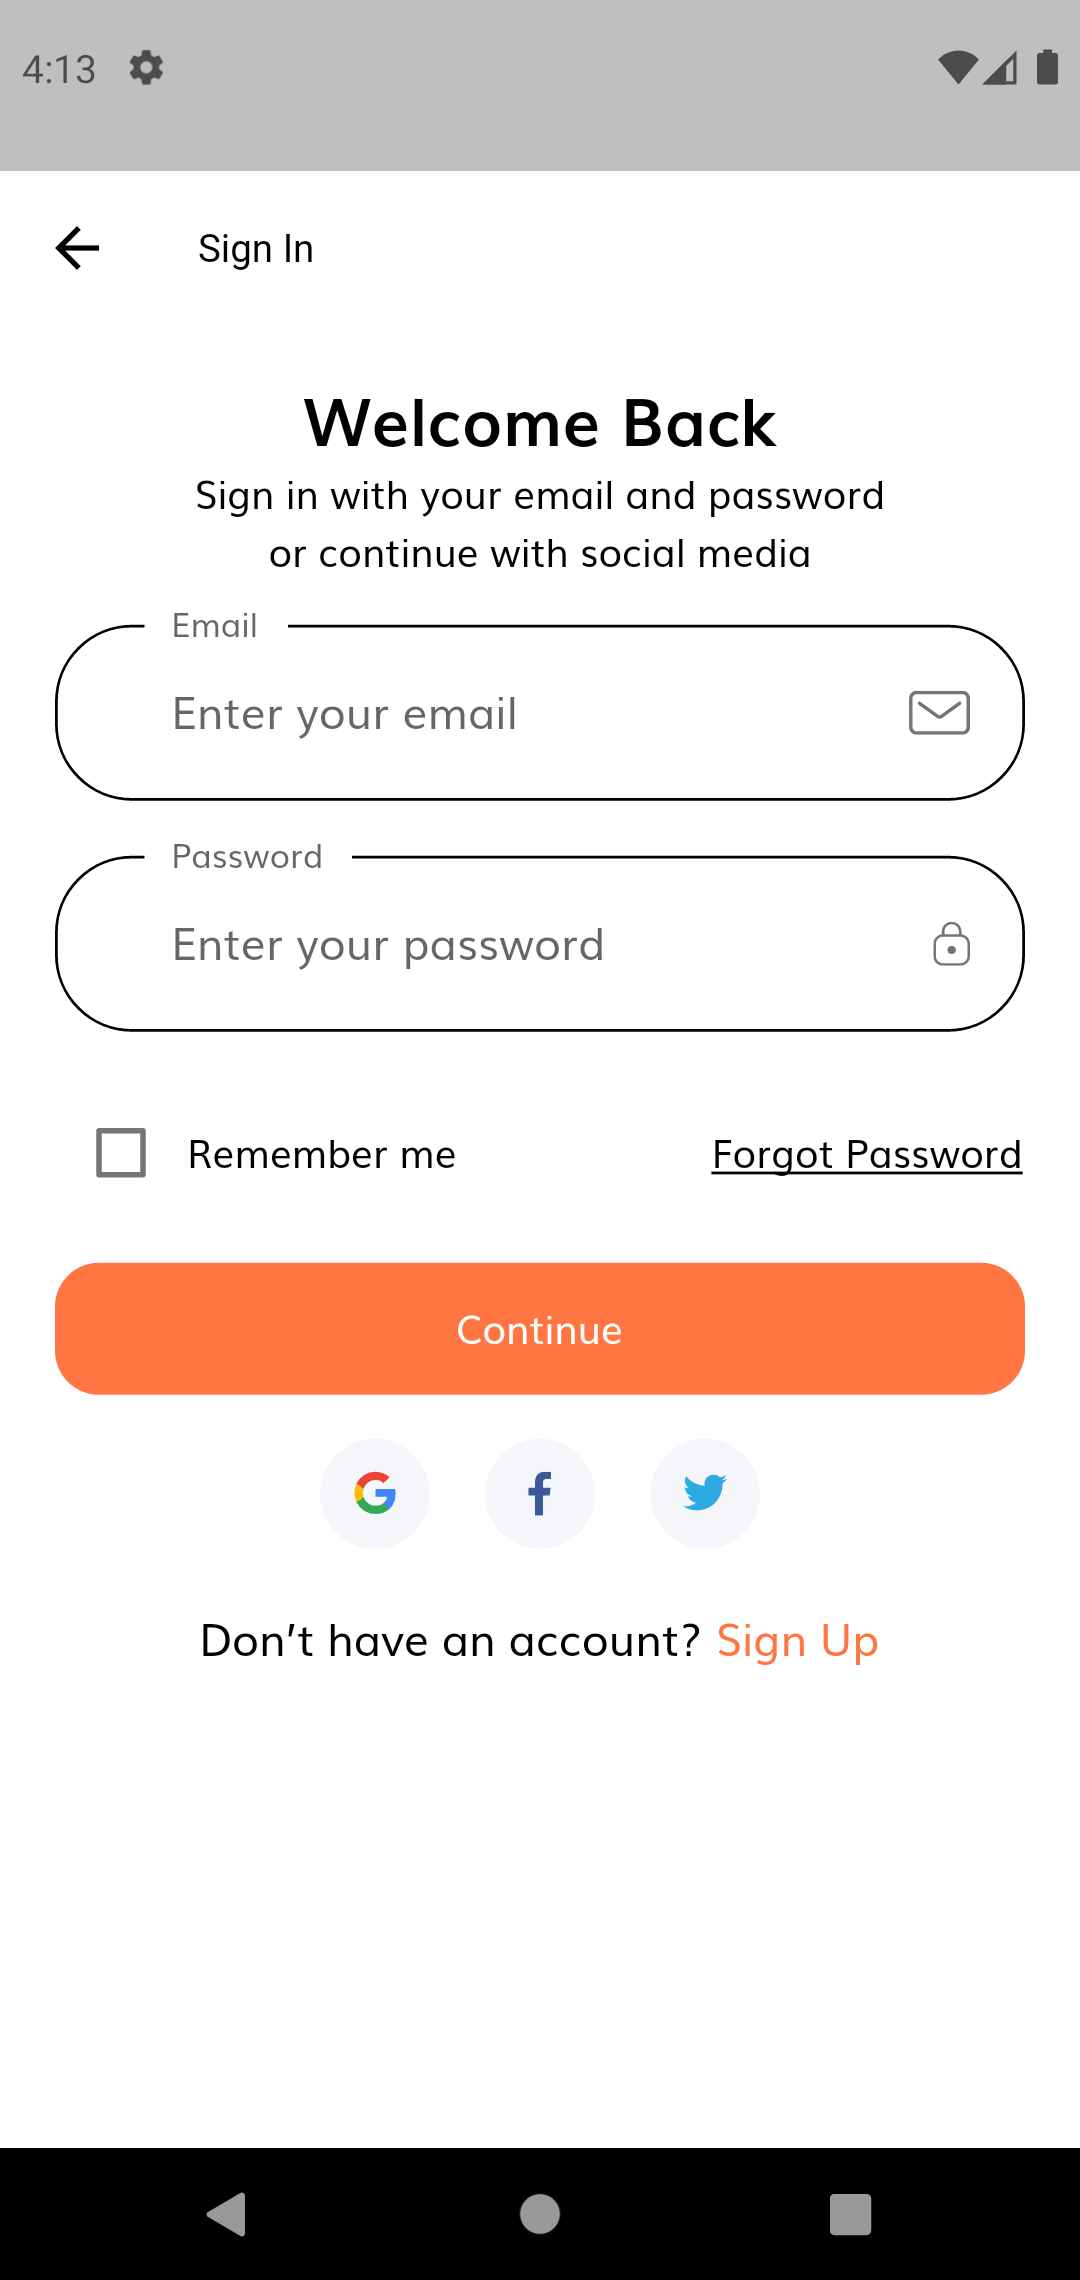 4:13
Sign In
Welcome Back
Sign in with your email and password
or continue with social media
Email
Enter your email
Password
Enter your password
Remember me
Forgot Password
Continue
Don't have an account? Sign Up